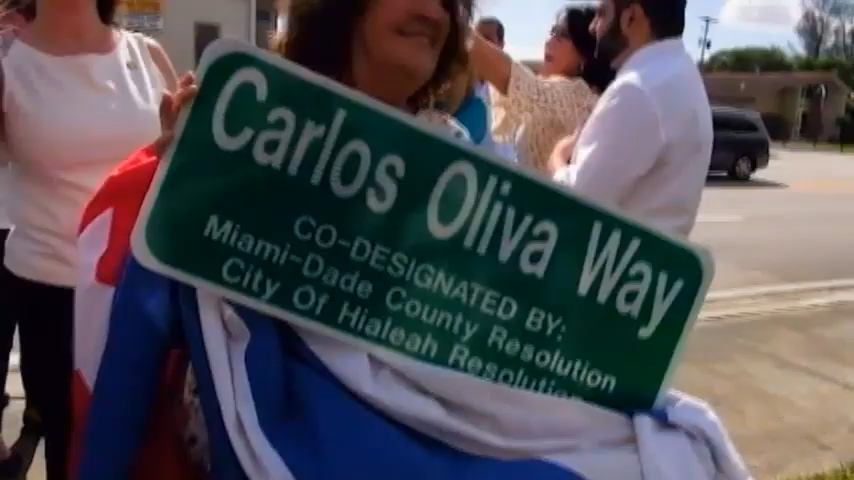 Carlos Oliva Way
CO-DESIGNATED BY:
Miami-Dade County Resolution
City Of Hialeah Resolution